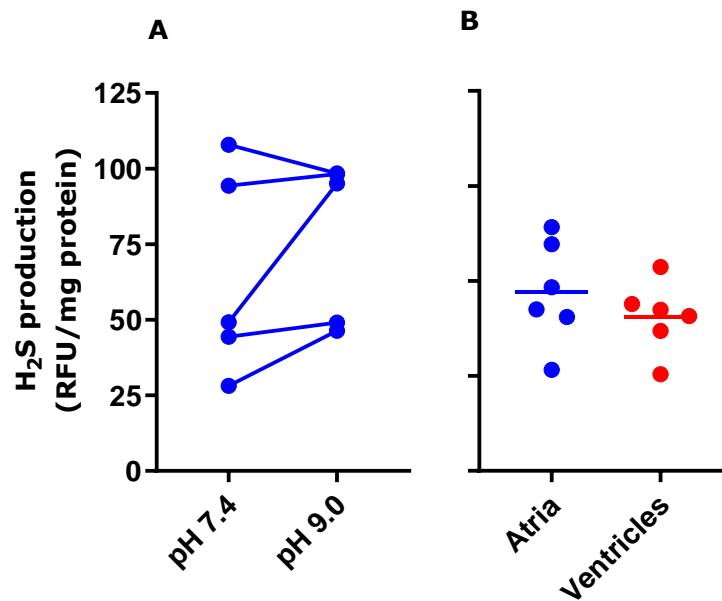 A
B
H₂S production
(RFU/mg protein)
125
100
75
50
25
0
pH 7.4
pH 9.0
Atria
Ventricles